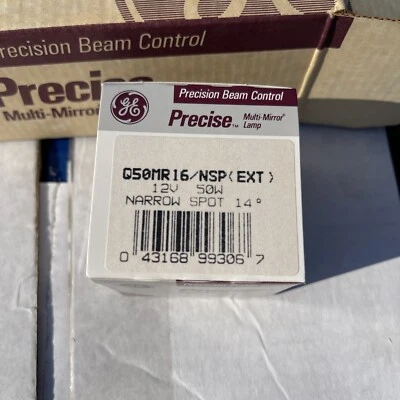 Precision Beam Control
Precise
Multi-Mirror
GE
Precision Beam Control
Precise™ Multi-Mirror®
Lamp
Q50MR16/NSP(EXT)
12V 50W
NARROW SPOT 14°
0 43168 99306 7